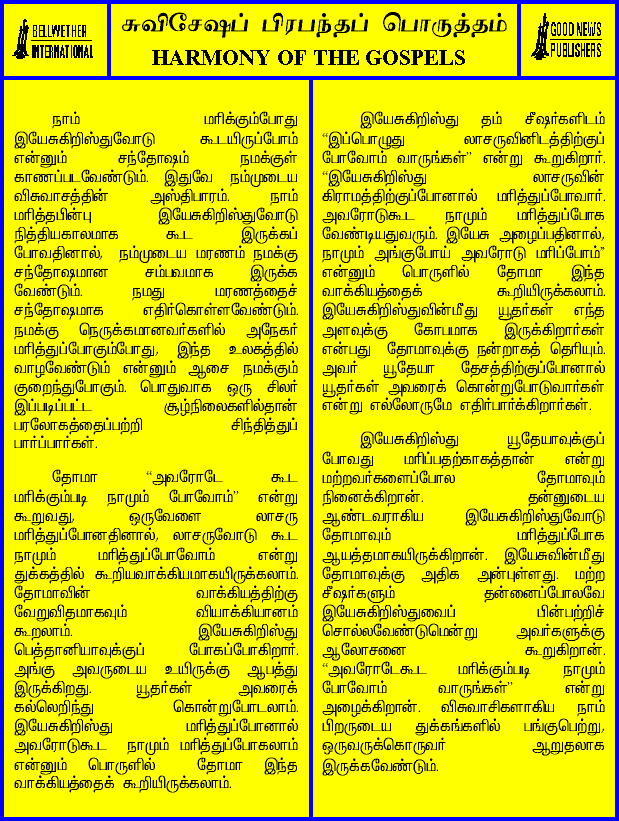 BELLWETHER
INTERNATIONAL
சுவிசேஷப் பிரபந்தப் பொருத்தம்
HARMONY OF THE GOSPELS
GOOD NEWS
PUBLISHERS
நாம் மரிக்கும்போது
இயேசுகிறிஸ்துவோடு கூடயிருப்போம்
என்னும் சந்தோஷம் நமக்குள்
காணப்படவேண்டும். இதுவே நம்முடைய
விசுவாசத்தின் அஸ்திபாரம். நாம்
மரித்தபின்பு இயேசுகிறிஸ்துவோடு
நித்தியகாலமாக கூட இருக்கப்
போவதினால், நம்முடைய மரணம் நமக்கு
சந்தோஷமான சம்பவமாக இருக்க
வேண்டும். நமது மரணத்தைச்
சந்தோஷமாக எதிர்கொள்ளவேண்டும்.
நமக்கு நெருக்கமானவர்களில் அநேகர்
மரித்துப்போகும்போது, இந்த உலகத்தில்
வாழவேண்டும் என்னும் ஆசை நமக்கும்
குறைந்துபோகும். பொதுவாக ஒரு சிலர்
இப்படிப்பட்ட சூழ்நிலைகளில்தான்
பரலோகத்தைப்பற்றி சிந்தித்துப்
பார்ப்பார்கள்.
தோமா “அவரோடே கூட
மரிக்கும்படி நாமும் போவோம்” என்று
கூறுவது, ஒருவேளை லாசரு
மரித்துப்போனதினால், லாசருவோடு கூட
நாமும் மரித்துப்போவோம் என்று
துக்கத்தில் கூறியவாக்கியமாகயிருக்கலாம்.
தோமாவின் வாக்கியத்திற்கு
வேறுவிதமாகவும் வியாக்கியானம்
கூறலாம். இயேசுகிறிஸ்து
பெத்தானியாவுக்குப் போகப்போகிறார்.
அங்கு அவருடைய உயிருக்கு ஆபத்து
இருக்கிறது. யூதர்கள் அவரைக்
கல்லெறிந்து கொன்றுபோடலாம்.
இயேசுகிறிஸ்து மரித்துப்போனால்
அவரோடுகூட நாமும் மரித்துப்போகலாம்
என்னும் பொருளில் தோமா இந்த
வாக்கியத்தைக் கூறியிருக்கலாம்.
இயேசுகிறிஸ்து தம் சீஷர்களிடம்
“இப்பொழுது லாசருவினிடத்திற்குப்
போவோம் வாருங்கள்” என்று கூறுகிறார்.
“இயேசுகிறிஸ்து லாசருவின்
கிராமத்திற்குப்போனால் மரித்துப்போவார்.
அவரோடுகூட நாமும் மரித்துப்போக
வேண்டியதுவரும். இயேசு அழைப்பதினால்,
நாமும் அங்குபோய் அவரோடு மரிப்போம்”
என்னும் பொருளில் தோமா இந்த
வாக்கியத்தைக் கூறியிருக்கலாம்.
இயேசுகிறிஸ்துவின்மீது யூதர்கள் எந்த
அளவுக்கு கோபமாக இருக்கிறார்கள்
என்பது தோமாவுக்கு நன்றாகத் தெரியும்.
அவர் யூதேயா தேசத்திற்குப்போனால்
யூதர்கள் அவரைக் கொன்றுபோடுவார்கள்
என்று எல்லோருமே எதிர்பார்க்கிறார்கள்.
இயேசுகிறிஸ்து யூதேயாவுக்குப்
போவது மரிப்பதற்காகத்தான் என்று
மற்றவர்களைப்போல தோமாவும்
நினைக்கிறான். தன்னுடைய
ஆண்டவராகிய இயேசுகிறிஸ்துவோடு
தோமாவும் மரித்துப்போக
ஆயத்தமாகயிருக்கிறான். இயேசுவின்மீது
தோமாவுக்கு அதிக அன்புள்ளது. மற்ற
சீஷர்களும் தன்னைப்போலவே
இயேசுகிறிஸ்துவைப் பின்பற்றிச்
சொல்லவேண்டுமென்று அவர்களுக்கு
ஆலோசனை கூறுகிறான்.
“அவரோடேகூட மரிக்கும்படி நாமும்
போவோம் வாருங்கள்” என்று
அழைக்கிறான். விசுவாசிகளாகிய நாம்
பிறருடைய துக்கங்களில் பங்குபெற்று,
ஒருவருக்கொருவர் ஆறுதலாக
இருக்கவேண்டும்.